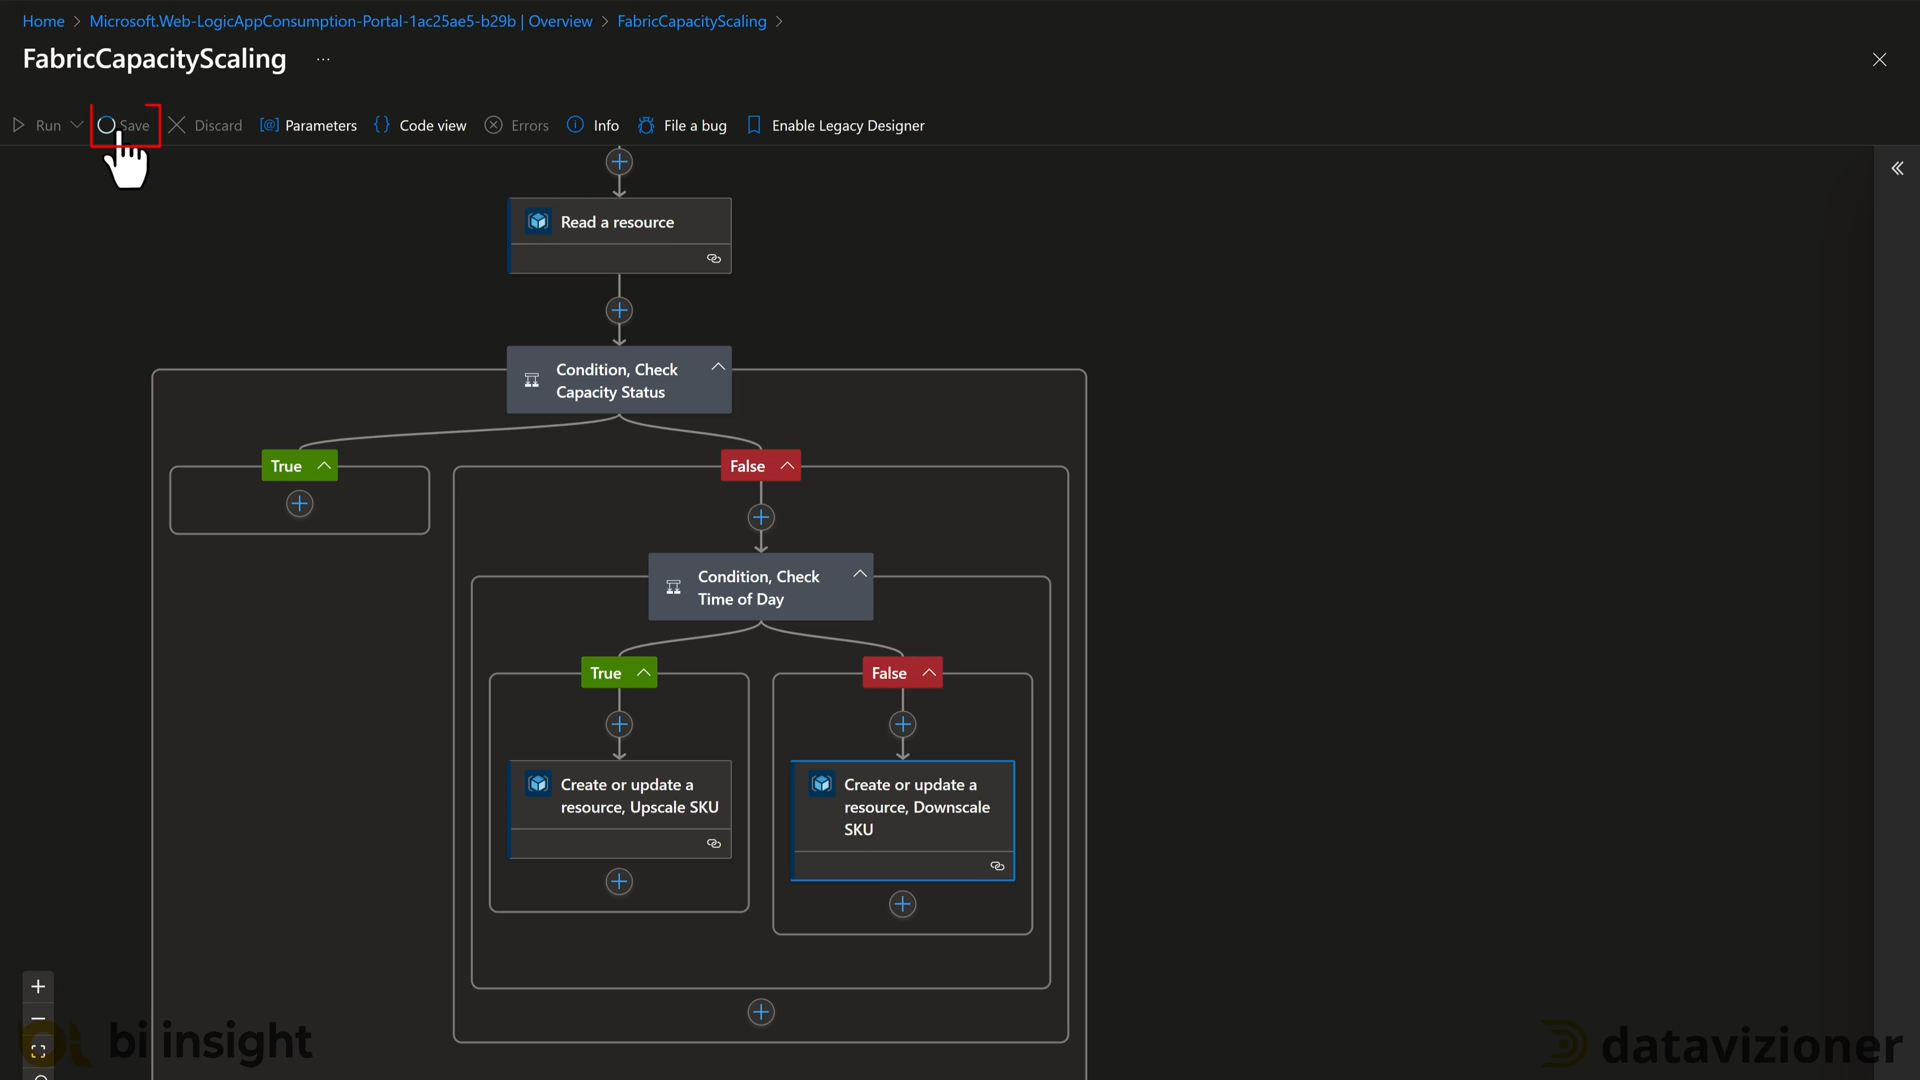 Home > Microsoft.Web-LogicAppConsumption-Portal-1ac25ae5-b29b | Overview > FabricCapacityScaling >
FabricCapacityScaling ...
Run Save Discard Parameters Code view Errors Info File a bug Enable Legacy Designer
Read a resource
Condition, Check
Capacity Status
True
False
Condition, Check
Time of Day
True
False
Create or update a
resource, Upscale SKU
Create or update a
resource, Downscale
SKU
bi insight
datavizioner